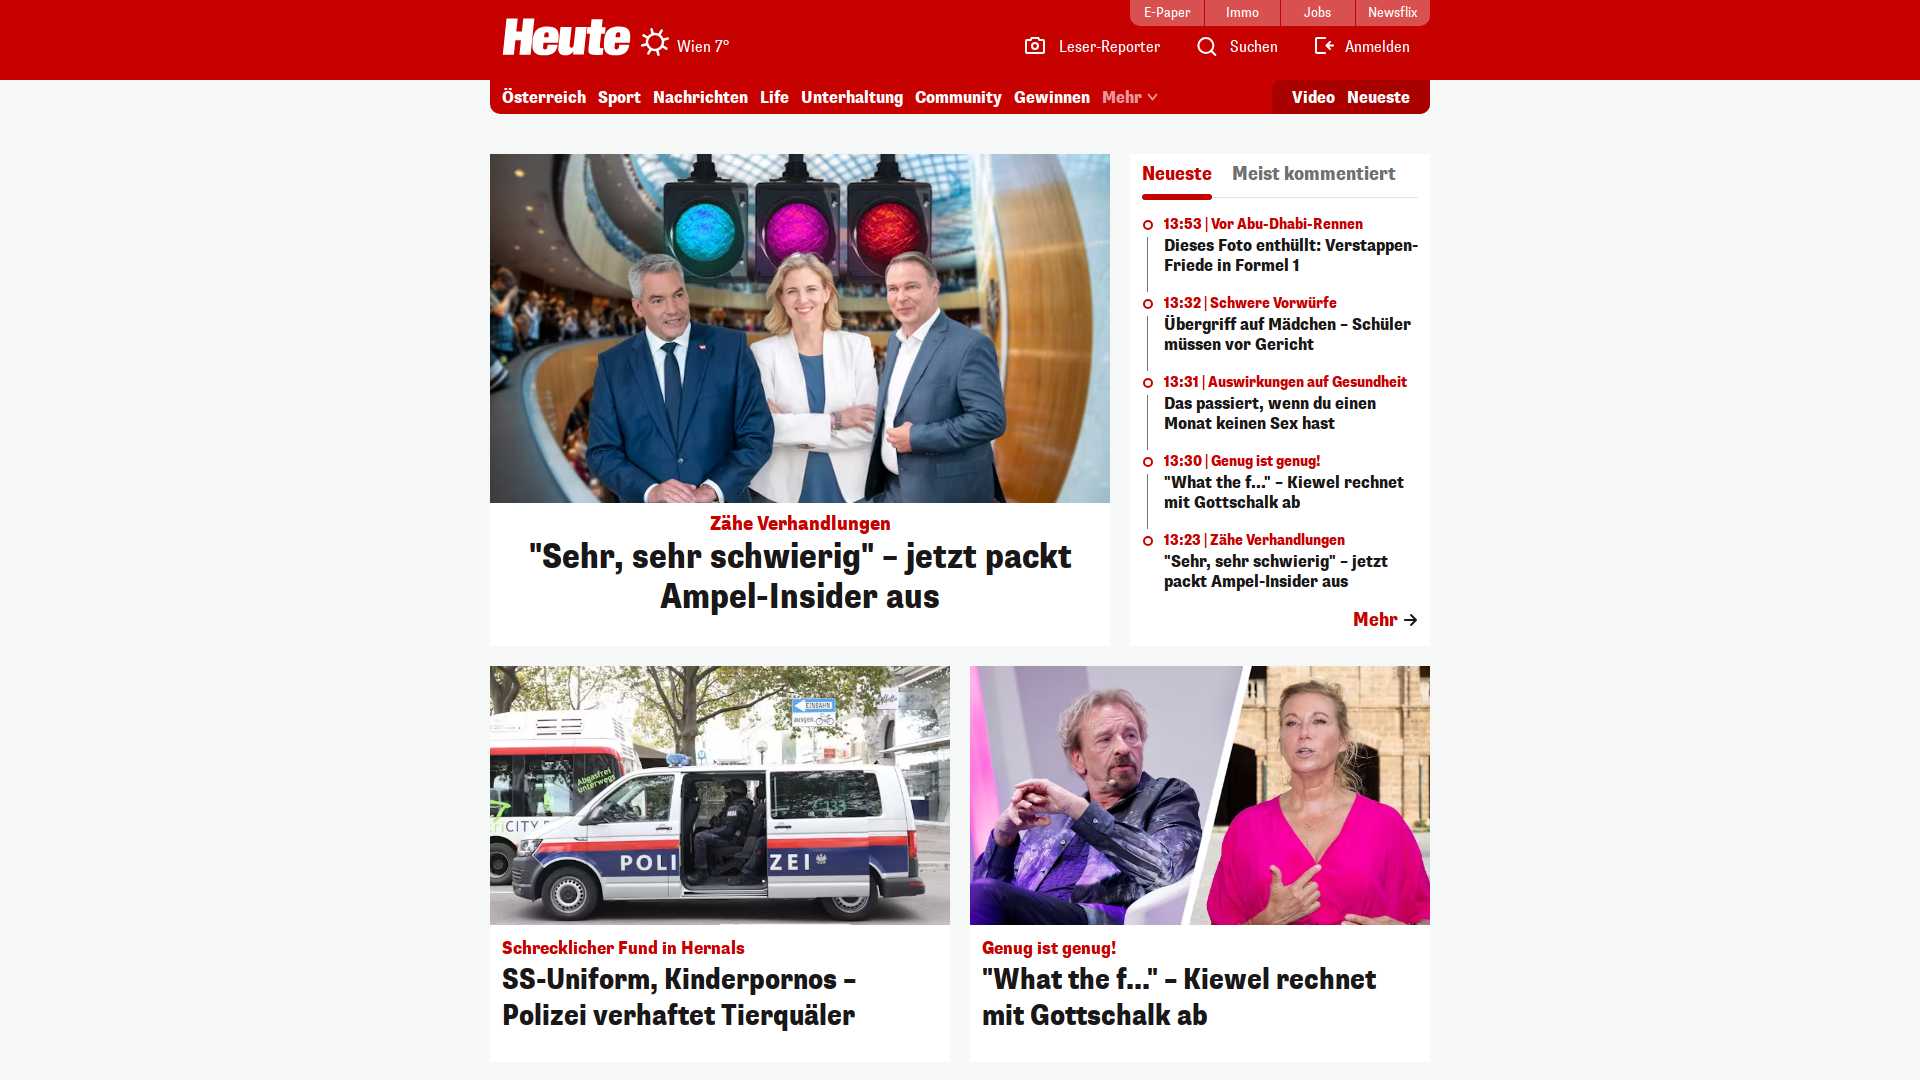 E-Paper
Immo
Jobs
Newsflix
Heute
Wien 7°
Leser-Reporter
Suchen
Anmelden
Österreich
Sport
Nachrichten
Life
Unterhaltung
Community
Gewinnen
Mehr
Video
Neueste
Zähe Verhandlungen
"Sehr, sehr schwierig" – jetzt packt
Ampel-Insider aus
Neueste
Meist kommentiert
13:53 | Vor Abu-Dhabi-Rennen
Dieses Foto enthüllt: Verstappen-
Friede in Formel 1
13:32 | Schwere Vorwürfe
Übergriff auf Mädchen – Schüler
müssen vor Gericht
13:31 | Auswirkungen auf Gesundheit
Das passiert, wenn du einen
Monat keinen Sex hast
13:30 | Genug ist genug!
"What the f..." – Kiewel rechnet
mit Gottschalk ab
13:23 | Zähe Verhandlungen
"Sehr, sehr schwierig" – jetzt
packt Ampel-Insider aus
Mehr
EINBAHN
ausgen.
Abgasfrei
unterwegs
CITY
POLI ZEI
133
Schrecklicher Fund in Hernals
SS-Uniform, Kinderpornos –
Polizei verhaftet Tierquäler
Genug ist genug!
"What the f..." – Kiewel rechnet
mit Gottschalk ab